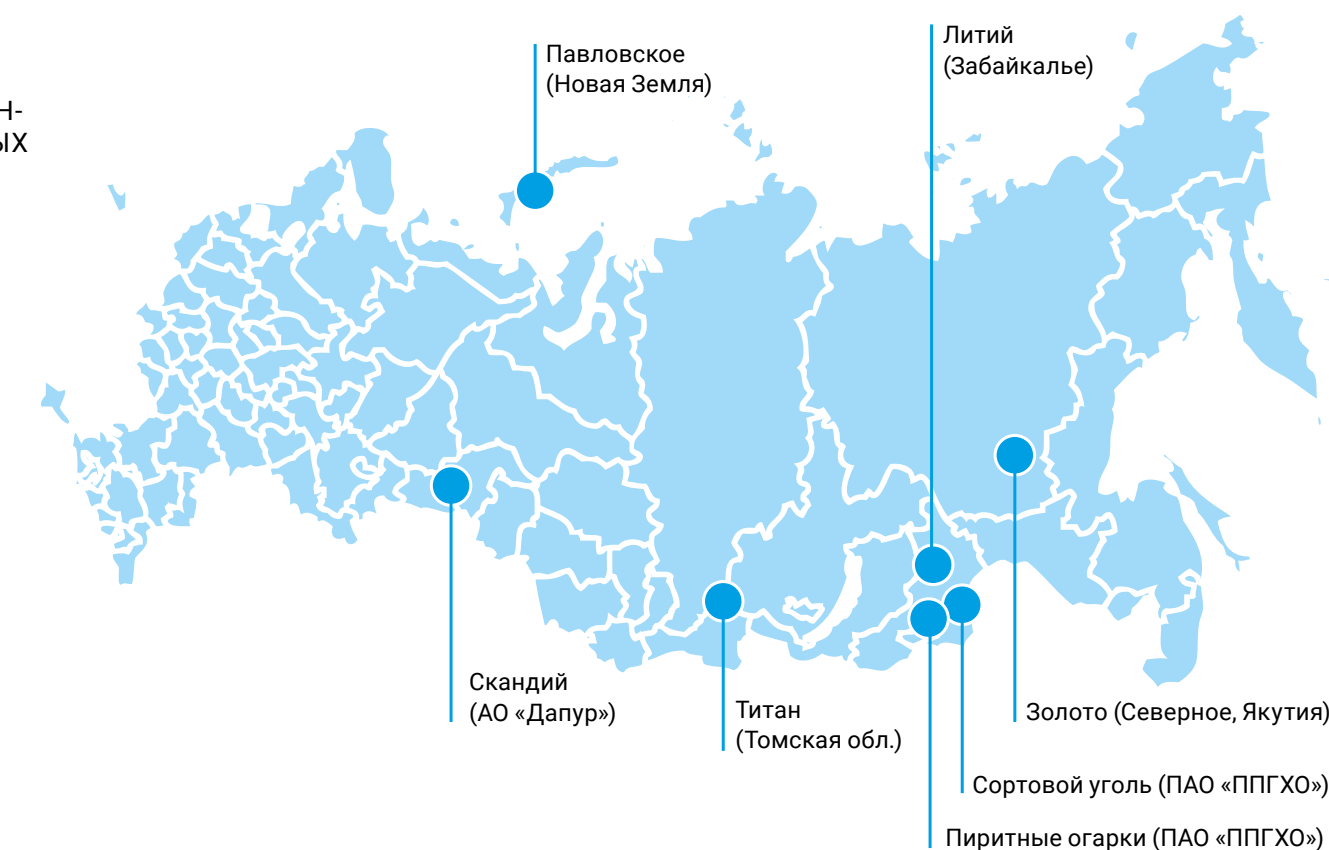 Н-
ЫХ
Павловское
(Новая Земля)
Литий
(Забайкалье)
Скандий
(АО «Дапур»)
Титан
(Томская обл.)
Золото (Северное, Якутия)
Сортовой уголь (ПАО «ППГХО»)
Пиритные огарки (ПАО «ППГХО»)